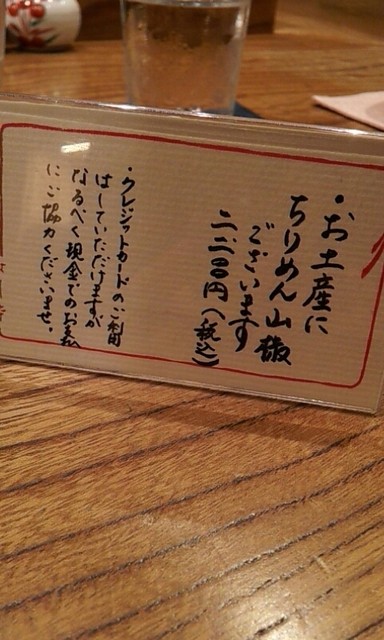 ・お土産に
ちりめん山椒
ございます
二二〇〇円(税込)
・クレジットカードのご利用
はしていただけますが
なるべく現金でのお支払
にご協力くださいませ。